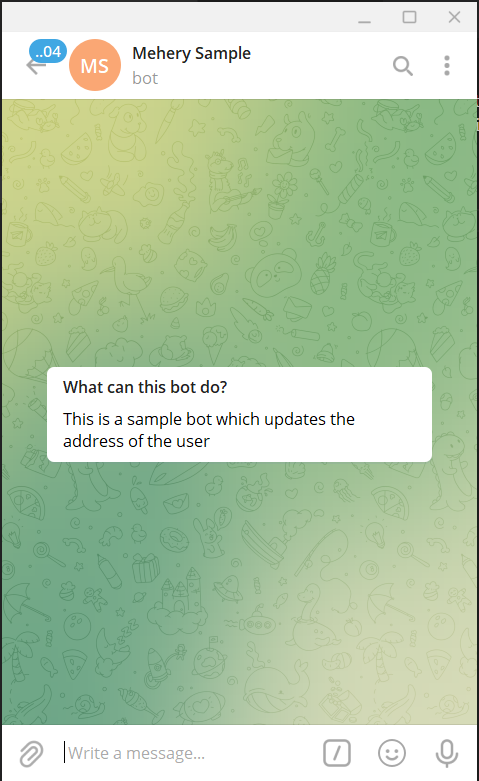 ..04
MS
Mehery Sample
bot
What can this bot do?
This is a sample bot which updates the
address of the user
Write a message...